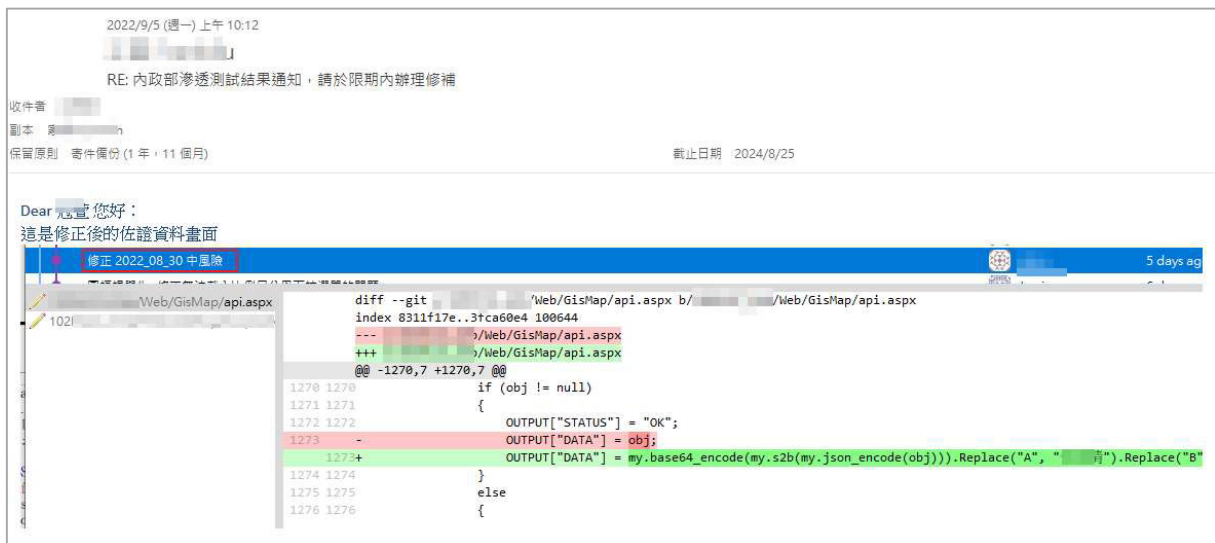 2022/9/5 (週一) 上午 10:12
RE: 內政部滲透測試結果通知，請於限期內辦理修補
收件者
副本
保留原則 寄件備份 (1 年，11 個月) 截止日期 2024/8/25
Dear 您好：
這是修正後的佐證資料畫面
修正 2022_08_30 中風險 5 days ag
/Web/GisMap/api.aspx
102
diff --git /Web/GisMap/api.aspx b/ /Web/GisMap/api.aspx
index 8311f17e..3fca60e4 100644
--- /Web/GisMap/api.aspx
+++ /Web/GisMap/api.aspx
@@ -1270,7 +1270,7 @@
1270 1270 if (obj != null)
1271 1271 {
1272 1272 OUTPUT["STATUS"] = "OK";
1273 - OUTPUT["DATA"] = obj;
1273+ OUTPUT["DATA"] = my.base64_encode(my.s2b(my.json_encode(obj))).Replace("A", " 青").Replace("B"
1274 1274 }
1275 1275 else
1276 1276 {